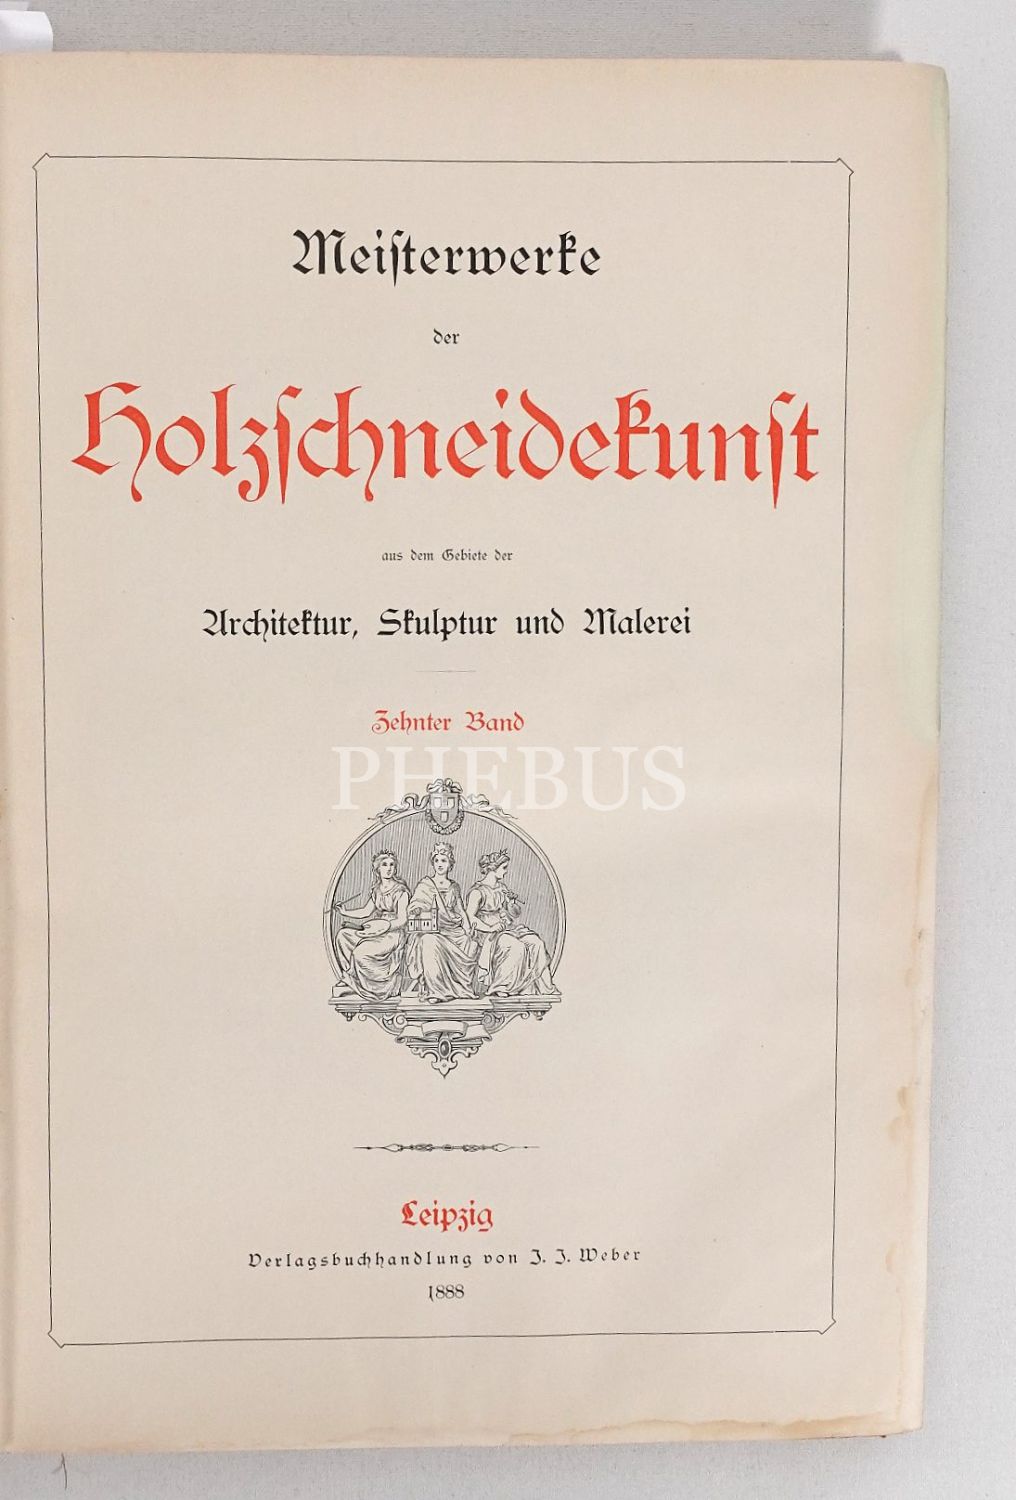 Meiſterwerke
der
Holzſchneidekunſt
aus dem Gebiete der
Architektur, Skulptur und Malerei
Zehnter Band
PHEBUS
Leipzig
Verlagsbuchhandlung von J. J. Weber
1888